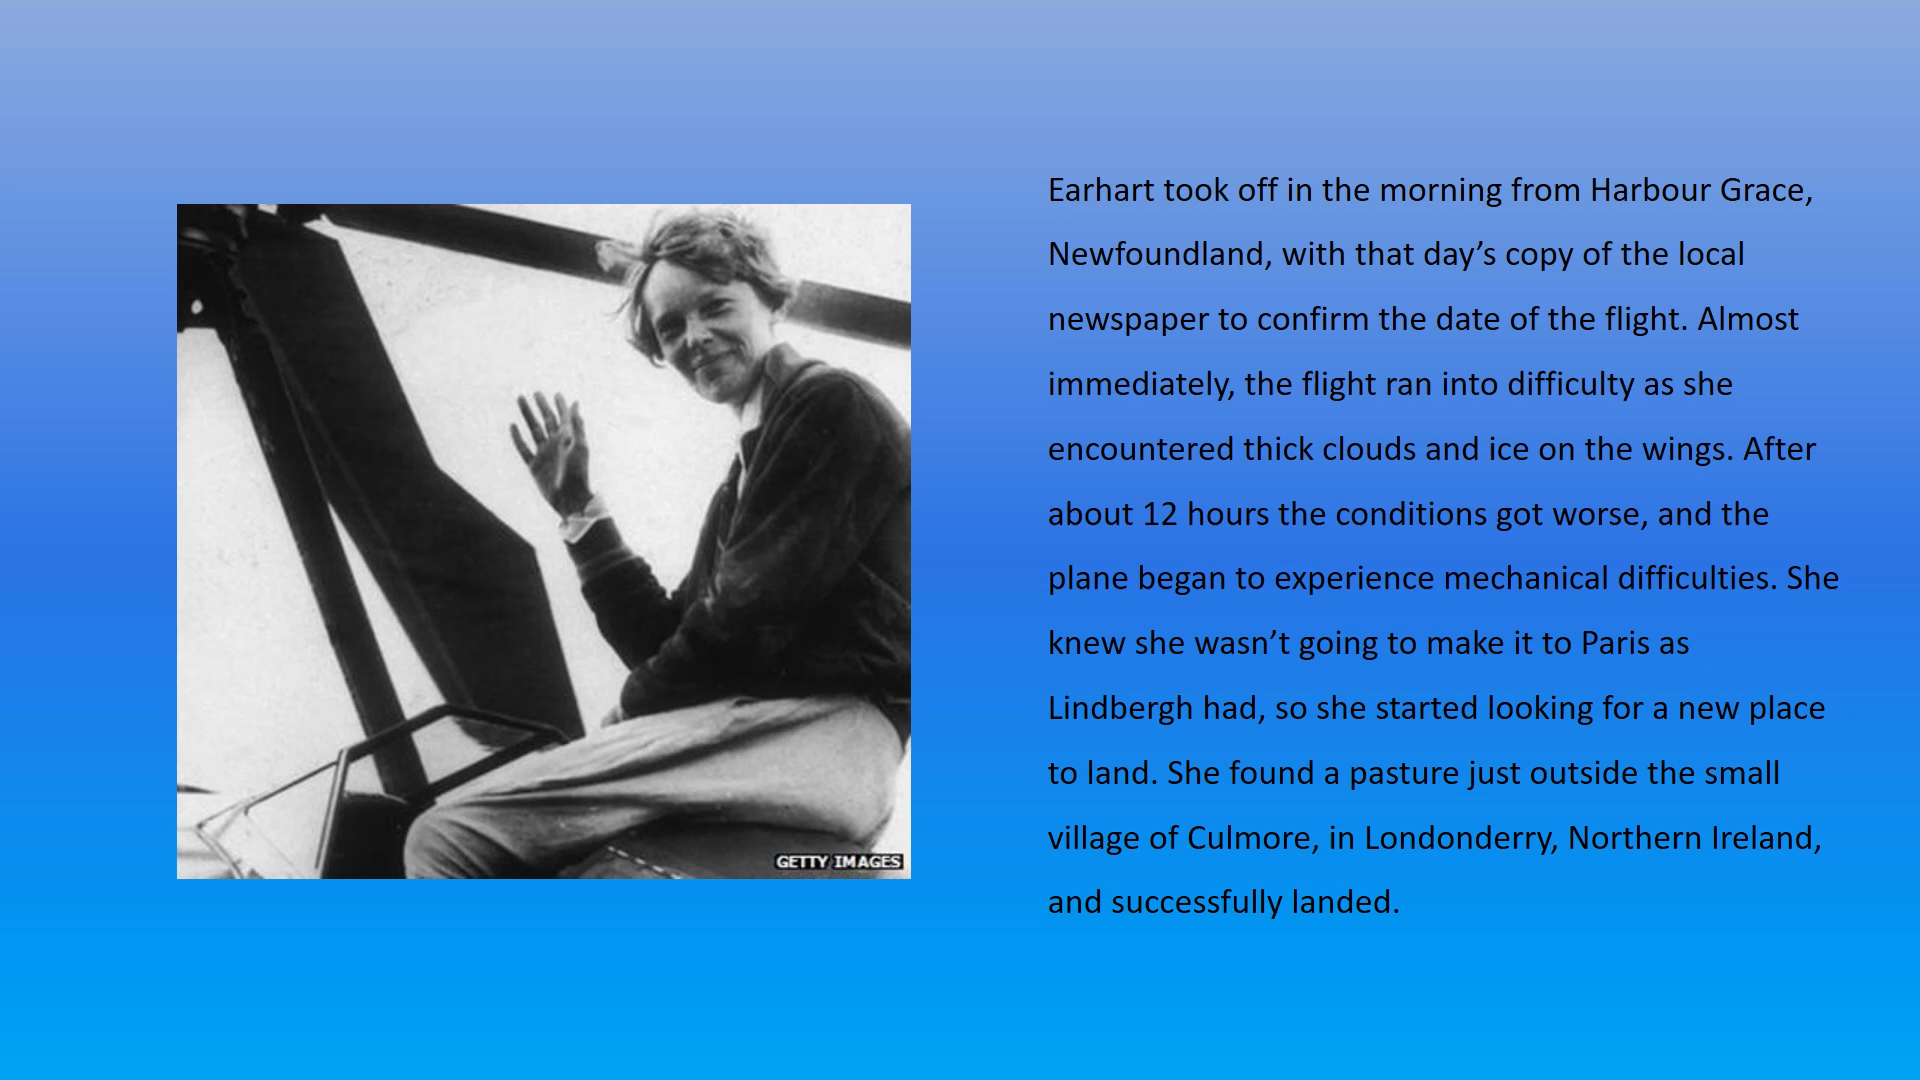 Earhart took off in the morning from Harbour Grace,
Newfoundland, with that day’s copy of the local
newspaper to confirm the date of the flight. Almost
immediately, the flight ran into difficulty as she
encountered thick clouds and ice on the wings. After
about 12 hours the conditions got worse, and the
plane began to experience mechanical difficulties. She
knew she wasn’t going to make it to Paris as
Lindbergh had, so she started looking for a new place
to land. She found a pasture just outside the small
village of Culmore, in Londonderry, Northern Ireland,
and successfully landed.
GETTY IMAGES